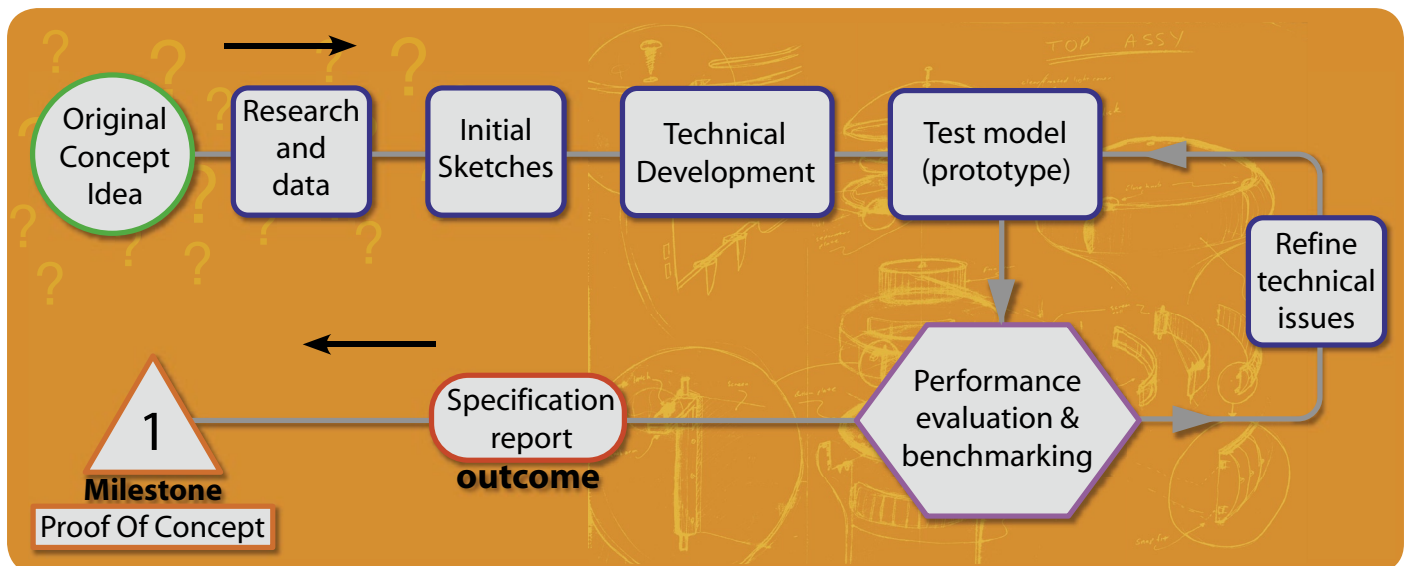 Original
Concept
Idea
Research
and
data
Initial
Sketches
Technical
Development
Test model
(prototype)
TOP ASSY
Refine
technical
issues
Performance
evaluation &
benchmarking
Specification
report
outcome
1
Milestone
Proof Of Concept